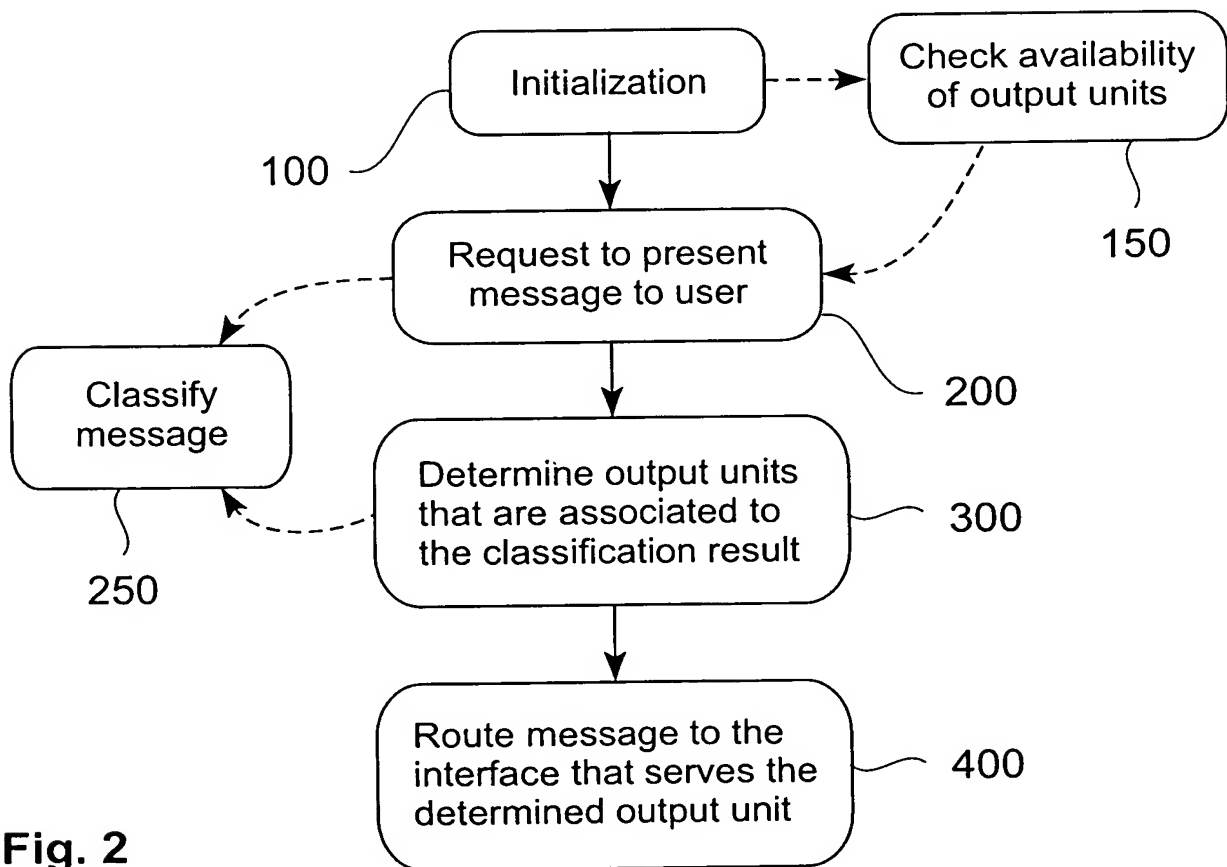 Initialization
Check availability
of output units
100
150
Request to present
message to user
200
Classify
message
250
Determine output units
that are associated to
the classification result
300
Route message to the
interface that serves the
determined output unit
400
Fig. 2